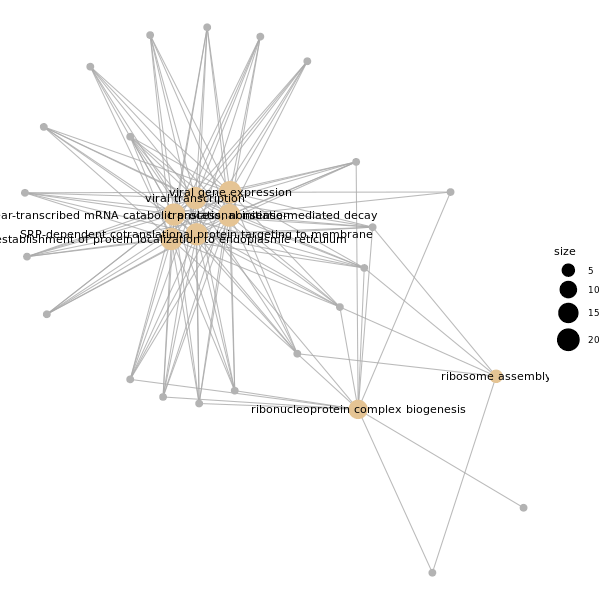 viral gene expression
viral transcription
ar-transcribed mRNA catabolic process, nonsense-mediated decay
translational initiation
SRP-dependent cotranslational protein targeting to membrane
establishment of protein localization to endoplasmic reticulum
size
5
10
15
20
ribosome assembly
ribonucleoprotein complex biogenesis